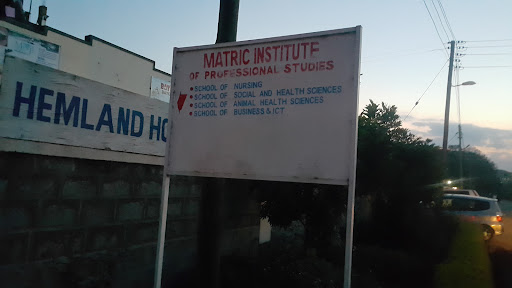 MATRIC INSTITUTE
OF PROFESSIONAL STUDIES
SCHOOL OF NURSING
SCHOOL OF SOCIAL AND HEALTH SCIENCES
SCHOOL OF ANIMAL HEALTH SCIENCES
SCHOOL OF BUSINESS & ICT
HEMLAND HO